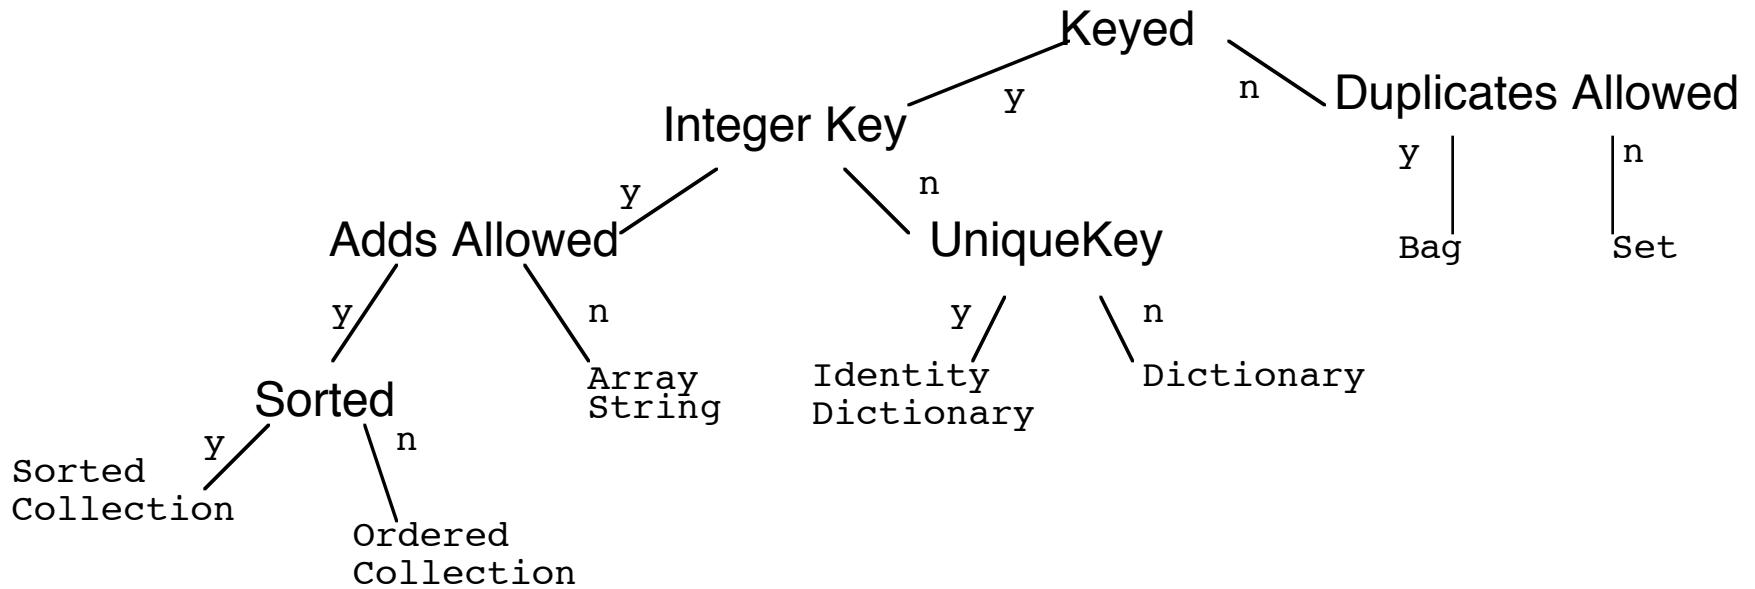 Keyed
y
n
Duplicates Allowed
Integer Key
y
n
y
n
Adds Allowed
UniqueKey
Bag
Set
y
n
y
n
Array
String
Identity
Dictionary
Dictionary
Sorted
y
n
Sorted
Collection
Ordered
Collection